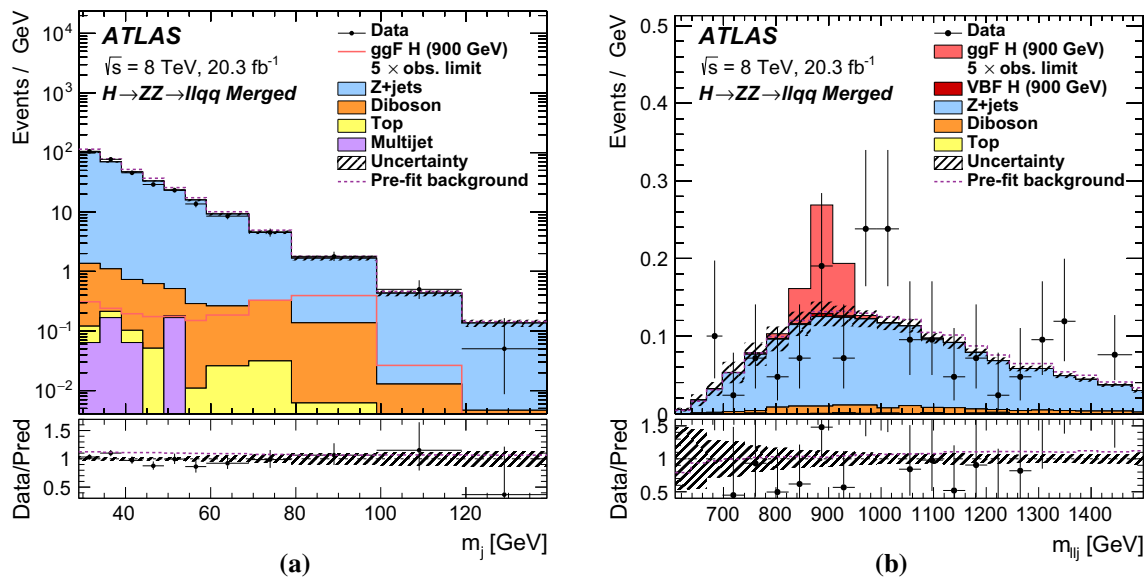 Events / GeV
10⁴
10³
10²
10
1
10⁻¹
10⁻²
ATLAS
√s = 8 TeV, 20.3 fb⁻¹
H→ZZ→llqq Merged
Data
ggF H (900 GeV)
5 × obs. limit
Z+jets
Diboson
Top
Multijet
Uncertainty
Pre-fit background
Data/Pred
1.5
1
0.5
40 60 80 100 120
m_j [GeV]
(a)
Events / GeV
0.5
0.4
0.3
0.2
0.1
0
ATLAS
√s = 8 TeV, 20.3 fb⁻¹
H→ZZ→llqq Merged
Data
ggF H (900 GeV)
5 × obs. limit
VBF H (900 GeV)
Z+jets
Diboson
Top
Uncertainty
Pre-fit background
Data/Pred
1.5
1
0.5
700 800 900 1000 1100 1200 1300 1400
m_llj [GeV]
(b)